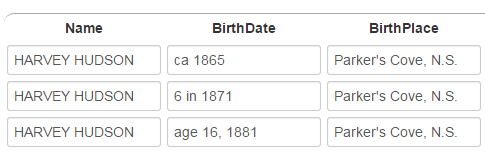 Name BirthDate BirthPlace
HARVEY HUDSON ca 1865 Parker's Cove, N.S.
HARVEY HUDSON 6 in 1871 Parker's Cove, N.S.
HARVEY HUDSON age 16, 1881 Parker's Cove, N.S.